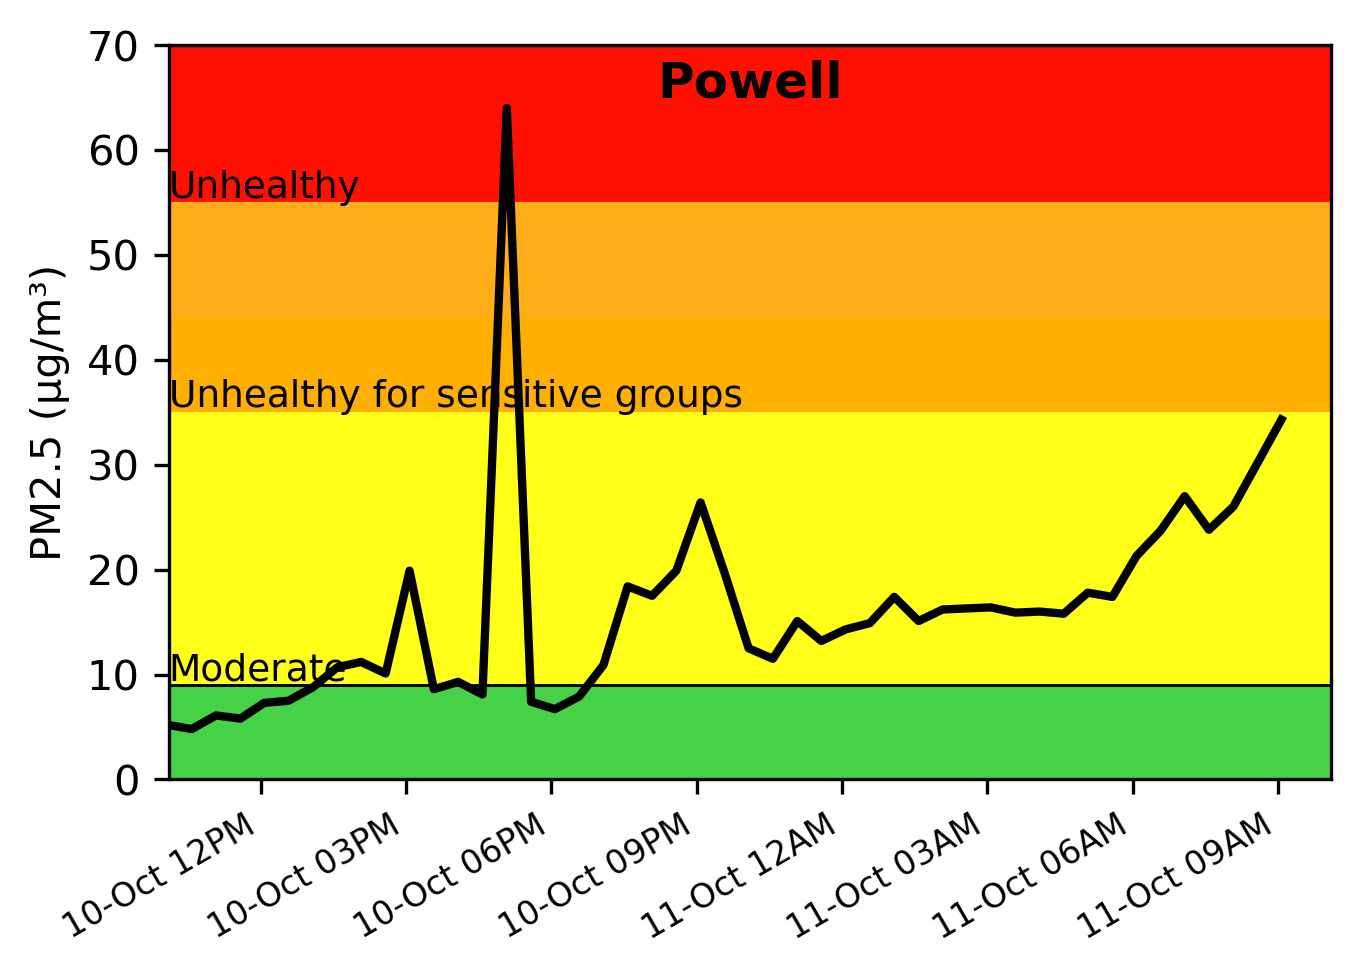 Powell
PM2.5 (µg/m³)
70
60
50
40
30
20
10
0
Unhealthy
Unhealthy for sensitive groups
Moderate
10-Oct 12PM
10-Oct 03PM
10-Oct 06PM
10-Oct 09PM
11-Oct 12AM
11-Oct 03AM
11-Oct 06AM
11-Oct 09AM